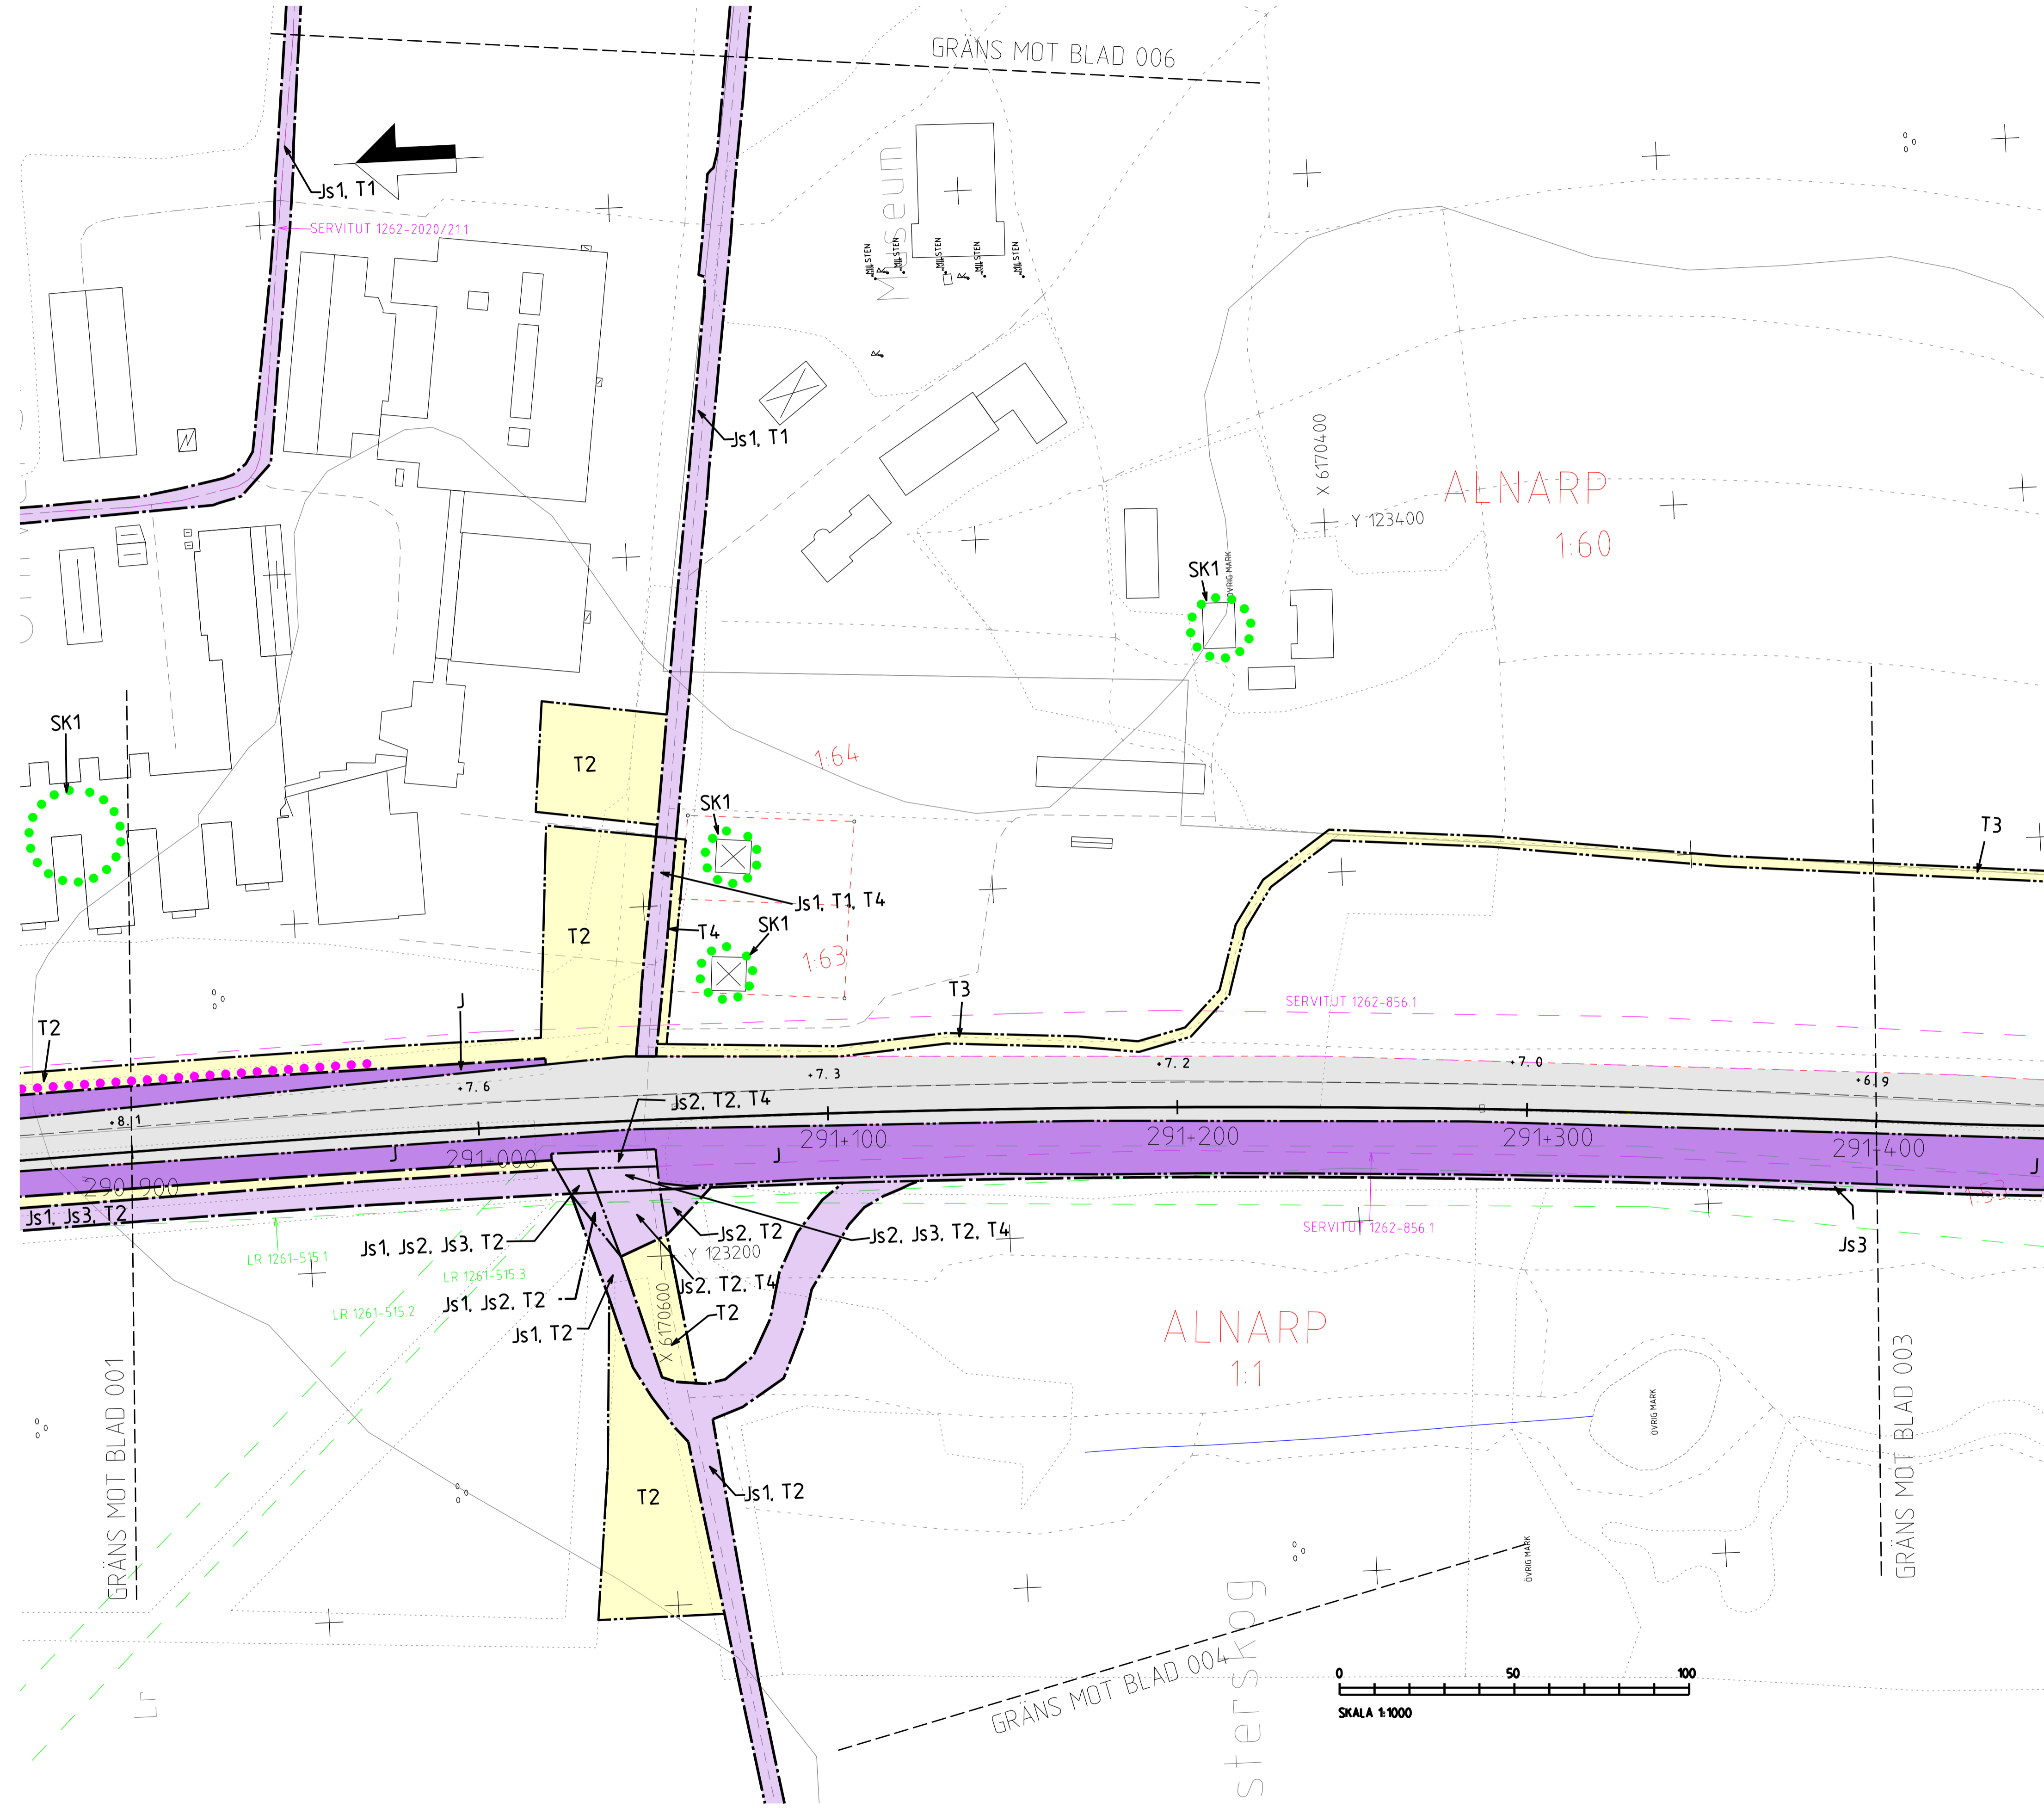 GRÄNS MOT BLAD 006
Js1, T1
SERVITUT 1262-2020/21.1
Museum
MILSTEN
MILSTEN
MILSTEN
MILSTEN
MILSTEN
Js1, T1
X 6170400
Y 123400
ALNARP
1:60
SK1
ÖVRIG MARK
SK1
T2
1:64
SK1
T3
Js1, T1, T4
T2
T4
SK1
1:63
T3
SERVITUT 1262-856.1
J
T2
+7.6
+7.3
+7.2
+7.0
+6.9
+8.1
Js2, T2, T4
J
291+000
291+100
J
291+200
291+300
291+400
J
290+900
Js1, Js3, T2
1:53
Js1, Js2, Js3, T2
Js2, T2
Js2, Js3, T2, T4
SERVITUT 1262-856.1
Js3
LR 1261-515.1
Y 123200
LR 1261-515.3
Js2, T2, T4
Js1, Js2, T2
LR 1261-515.2
T2
Js1, T2
X 6170600
ALNARP
1:1
GRÄNS MOT BLAD 001
GRÄNS MOT BLAD 003
ÖVRIG MARK
T2
Js1, T2
ÖVRIG MARK
GRÄNS MOT BLAD 004
sterskog
Lr
0 50 100
SKALA 1:1000